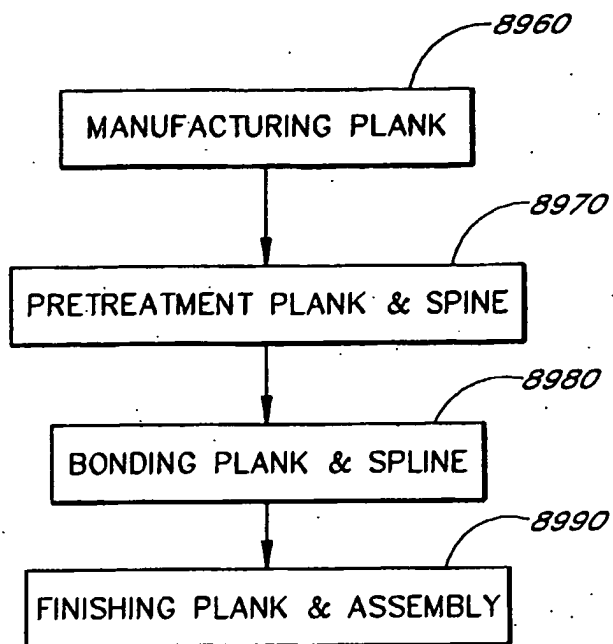 8960
MANUFACTURING PLANK
8970
PRETREATMENT PLANK & SPINE
8980
BONDING PLANK & SPLINE
8990
FINISHING PLANK & ASSEMBLY